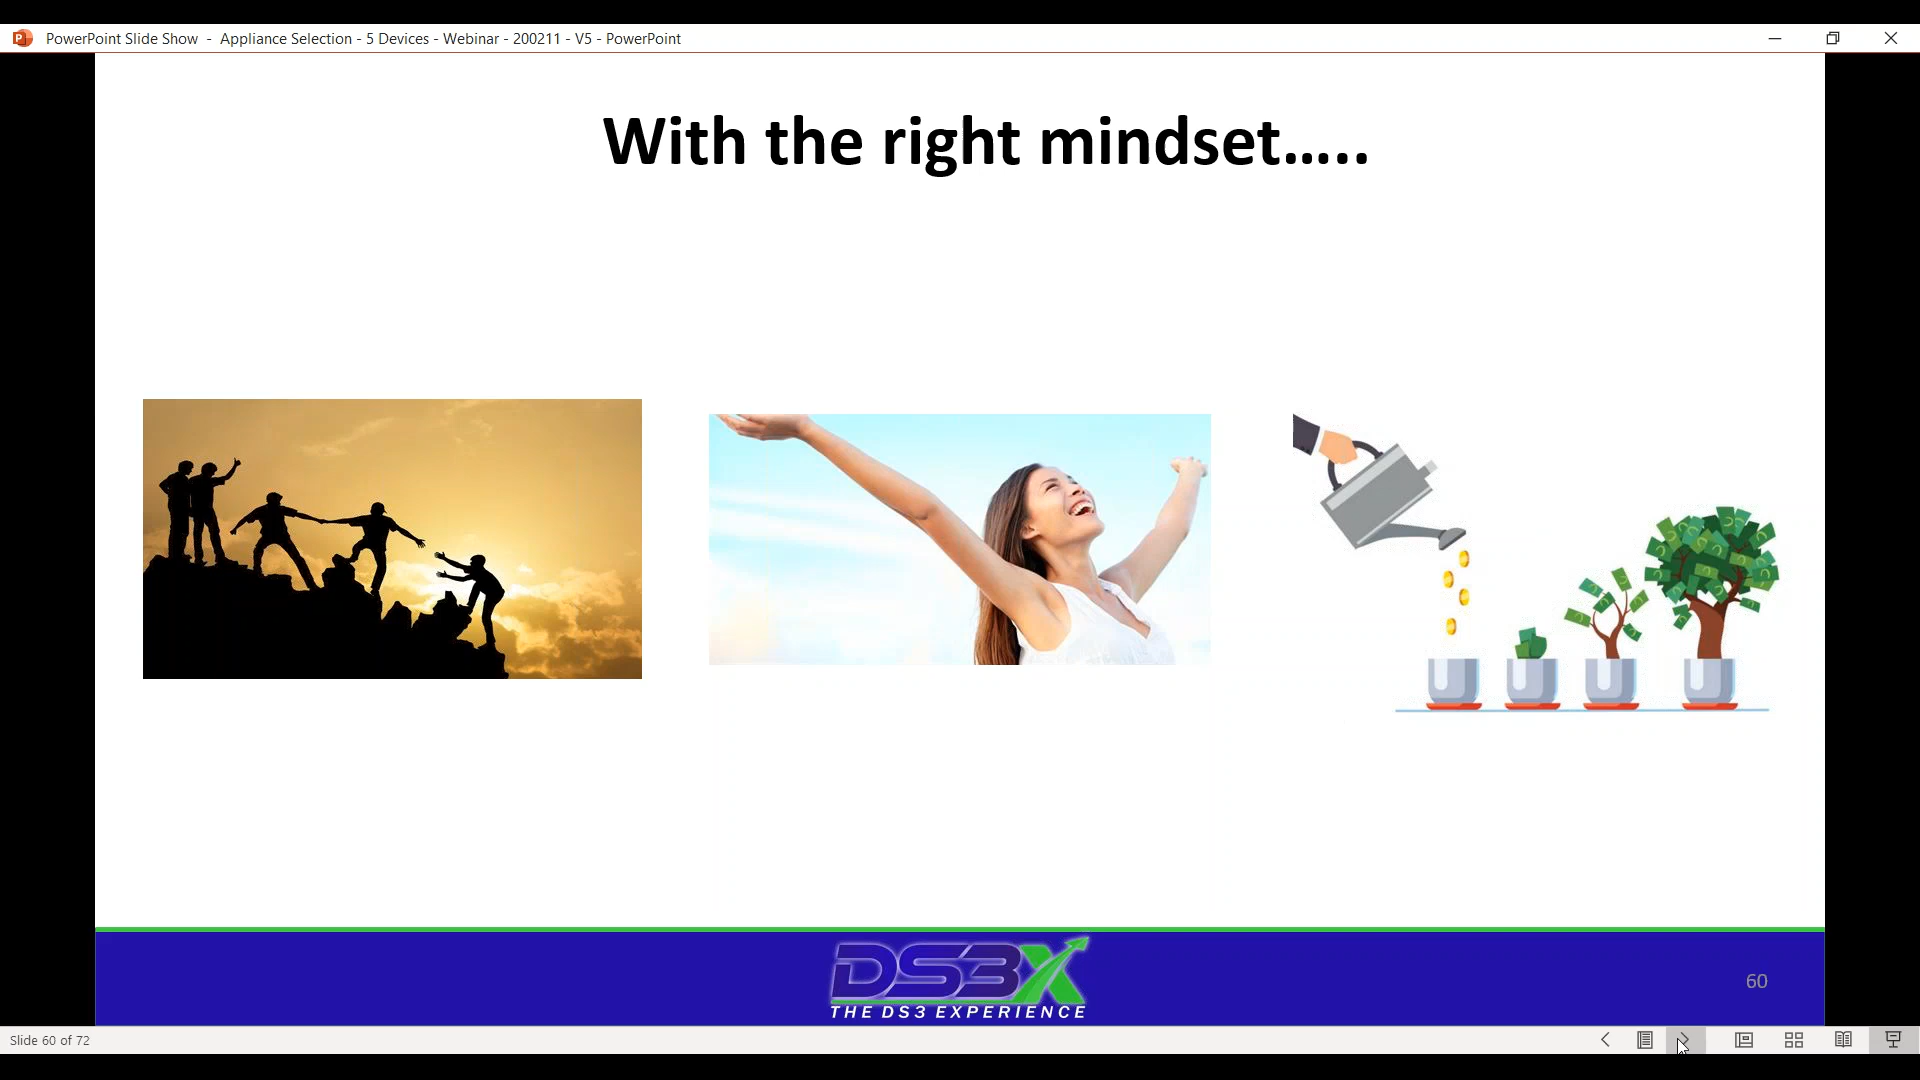 PowerPoint Slide Show - Appliance Selection - 5 Devices - Webinar - 200211 - V5 - PowerPoint
With the right mindset.....
DS3X
THE DS3 EXPERIENCE
60
Slide 60 of 72